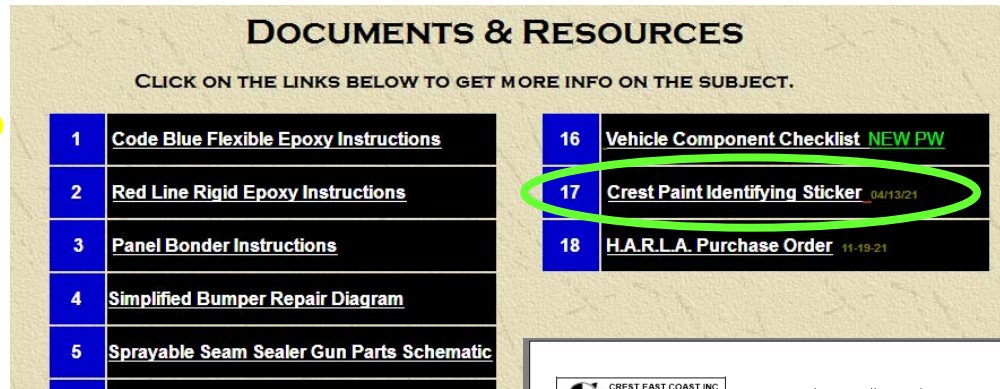 DOCUMENTS & RESOURCES
CLICK ON THE LINKS BELOW TO GET MORE INFO ON THE SUBJECT.
1 Code Blue Flexible Epoxy Instructions
2 Red Line Rigid Epoxy Instructions
3 Panel Bonder Instructions
4 Simplified Bumper Repair Diagram
5 Sprayable Seam Sealer Gun Parts Schematic
16 Vehicle Component Checklist NEW PW
17 Crest Paint Identifying Sticker 04/13/21
18 H.A.R.L.A. Purchase Order 11-19-21
CREST EAST COAST INC